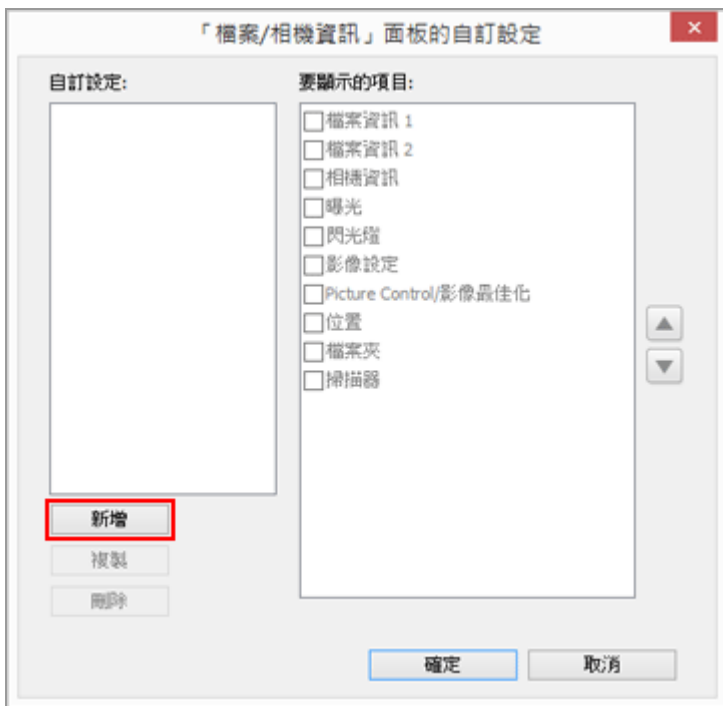 「檔案/相機資訊」面板的自訂設定
自訂設定:
要顯示的項目:
檔案資訊 1
檔案資訊 2
相機資訊
曝光
閃光燈
影像設定
Picture Control/影像最佳化
位置
檔案夾
掃描器
新增
複製
刪除
確定
取消